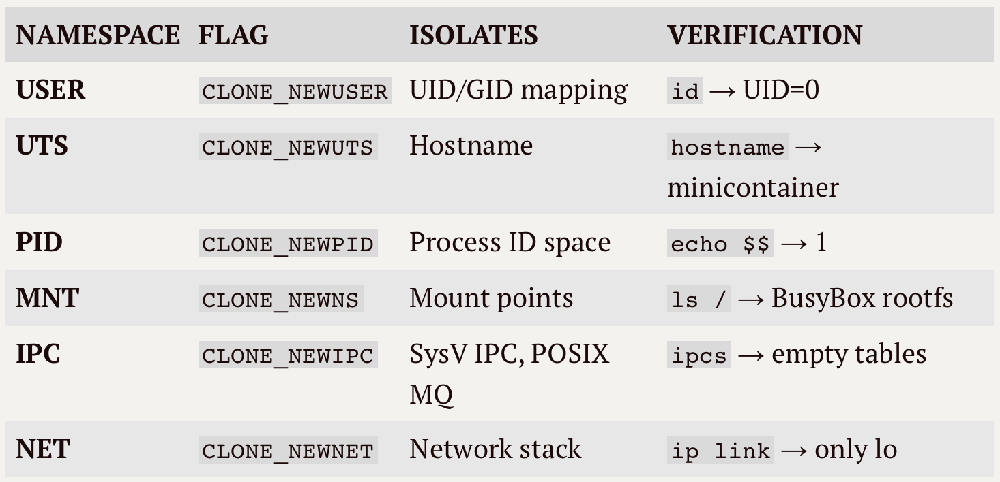 NAMESPACE FLAG ISOLATES VERIFICATION
USER CLONE_NEWUSER UID/GID mapping id → UID=0
UTS CLONE_NEWUTS Hostname hostname →
minicontainer
PID CLONE_NEWPID Process ID space echo $$ → 1
MNT CLONE_NEWNS Mount points ls / → BusyBox rootfs
IPC CLONE_NEWIPC SysV IPC, POSIX ipcs → empty tables
MQ
NET CLONE_NEWNET Network stack ip link → only lo